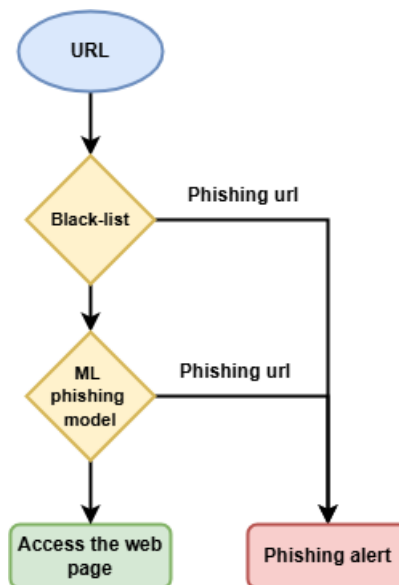 URL
Phishing url
Black-list
Phishing url
ML
phishing
model
Access the web
page
Phishing alert